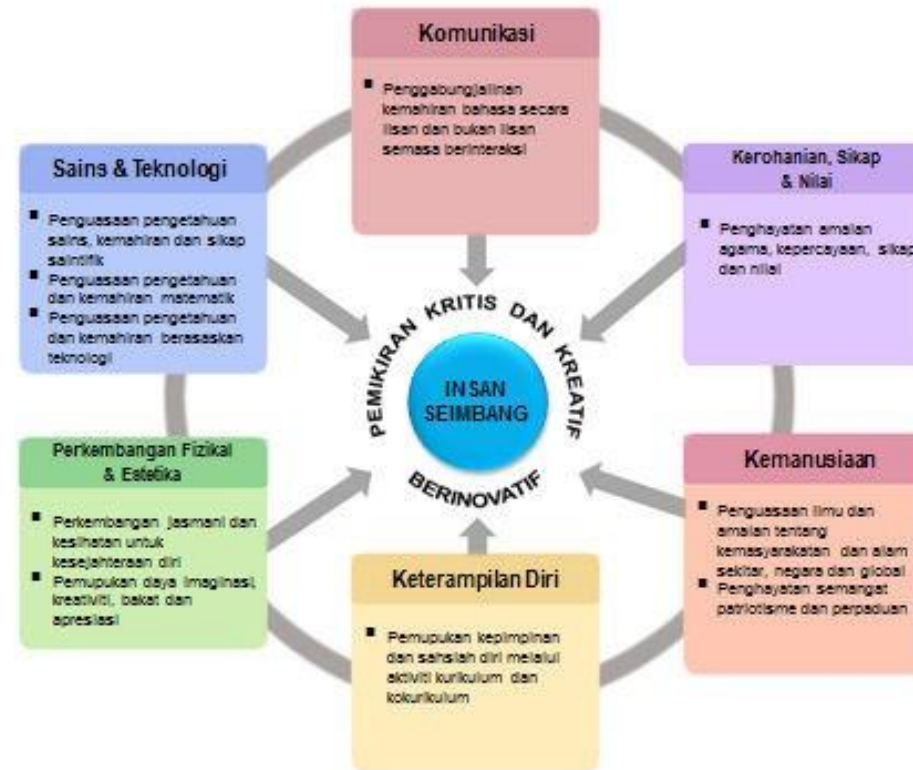 Komunikasi
▪ Penggabungjalinan
kemahiran bahasa secara
lisan dan bukan lisan
semasa berinteraksi
Kerohanian, Sikap
& Nilai
▪ Penghayatan amalan
agama, kepercayaan, sikap
dan nilai
Kemanusiaan
▪ Penguasaan ilmu dan
amalan tentang
kemasyarakatan dan alam
sekitar, negara dan global
▪ Penghayatan semangat
patriotisme dan perpaduan
Keterampilan Diri
▪ Pemupukan kepimpinan
dan sahsiah diri melalui
aktiviti kurikulum dan
kokurikulum
Perkembangan Fizikal
& Estetika
▪ Perkembangan jasmani dan
kesihatan untuk
kesejahteraan diri
▪ Pemupukan daya imaginasi,
kreativiti, bakat dan
apresiasi
Sains & Teknologi
▪ Penguasaan pengetahuan
sains, kemahiran dan sikap
saintifik
▪ Penguasaan pengetahuan
dan kemahiran matematik
▪ Penguasaan pengetahuan
dan kemahiran berasaskan
teknologi
PEMIKIRAN KRITIS DAN KREATIF
INSAN
SEIMBANG
BERINOVATIF